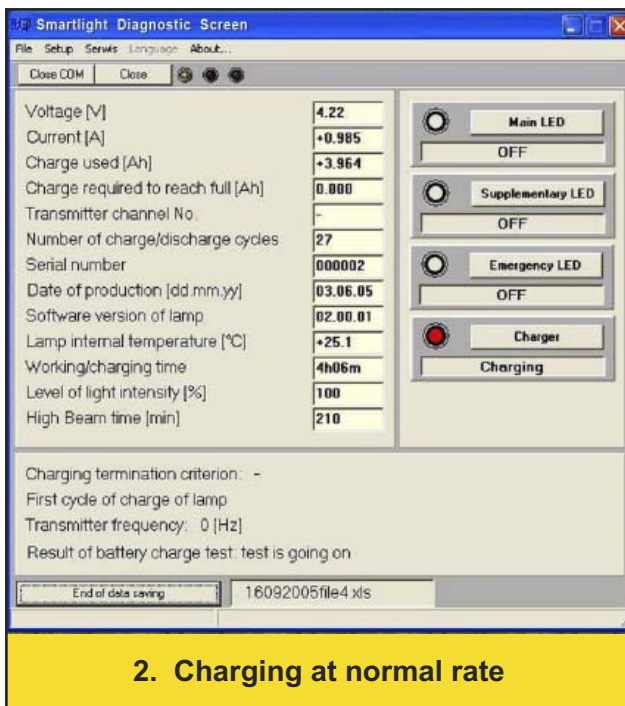 Smartlight Diagnostic Screen
File Setup Serwis Language About...
Close COM Close
Voltage [V] 4.22
Current [A] +0.985
Charge used [Ah] +3.964
Charge required to reach full [Ah] 0.000
Transmitter channel No. -
Number of charge/discharge cycles 27
Serial number 000002
Date of production [dd.mm.yy] 03.06.05
Software version of lamp 02.00.01
Lamp internal temperature [°C] +25.1
Working/charging time 4h06m
Level of light intensity [%] 100
High Beam time [min] 210
Main LED
OFF
Supplementary LED
OFF
Emergency LED
OFF
Charger
Charging
Charging termination criterion: -
First cycle of charge of lamp
Transmitter frequency: 0 [Hz]
Result of battery charge test: test is going on
End of data saving 16092005file4.xls
2. Charging at normal rate